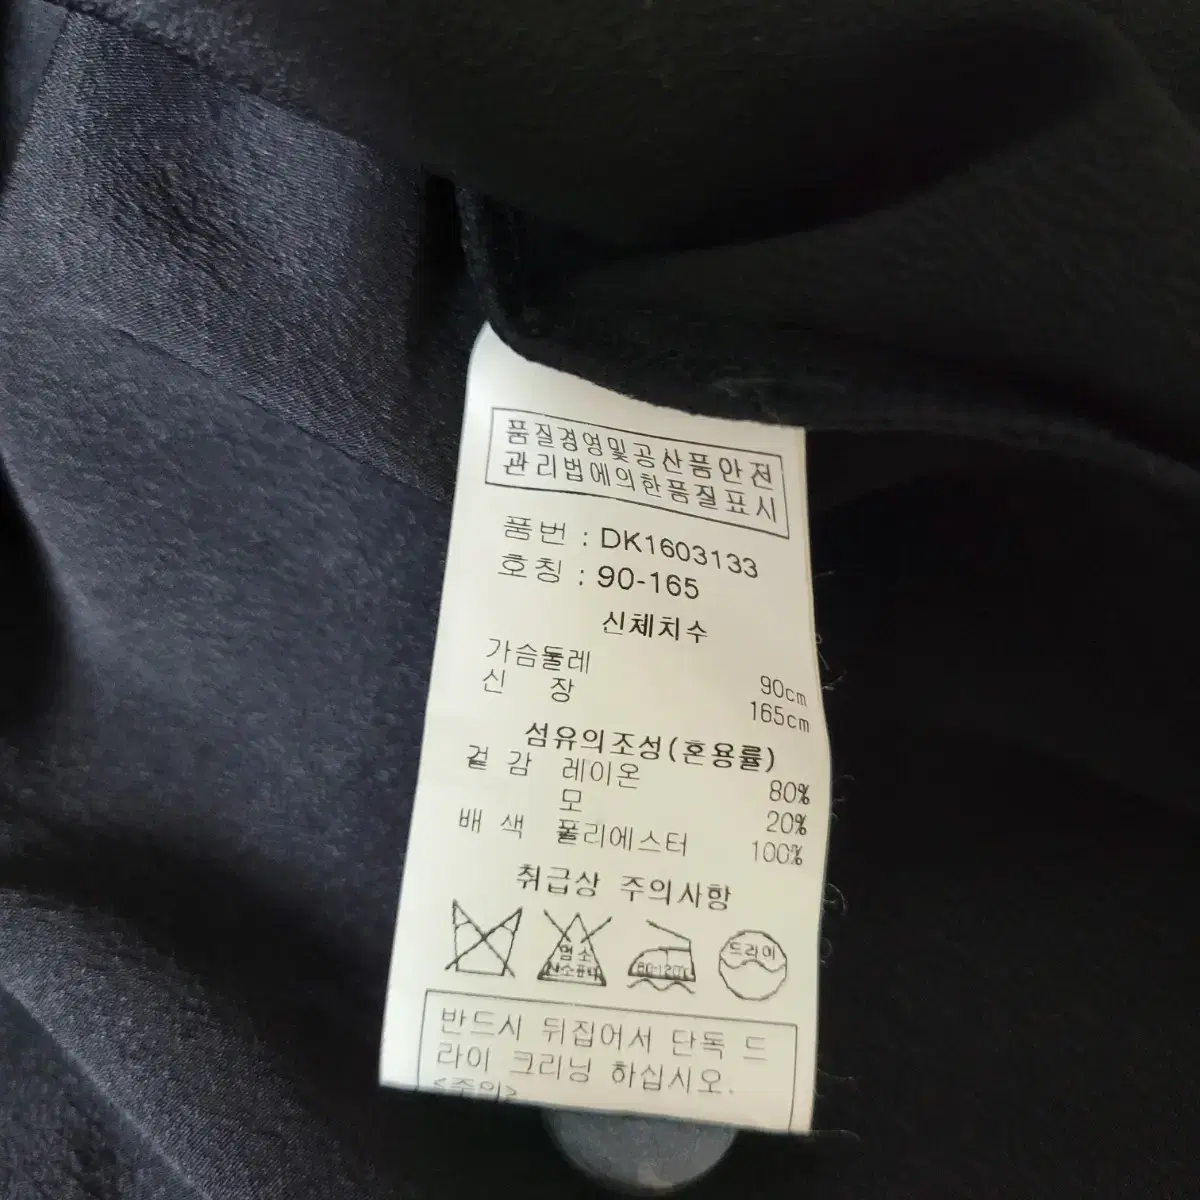 품질경영및공산품안전
관리법에의한품질표시
품번 : DK1603133
호칭 : 90-165
신체치수
가슴둘레 90cm
신 장 165cm
섬유의조성(혼용률)
겉 감 레이온 80%
모 20%
배 색 폴리에스터 100%
취급상 주의사항
염소
산소표백
80-120℃
드라이
반드시 뒤집어서 단독 드
라이 크리닝 하십시오.
<주의>